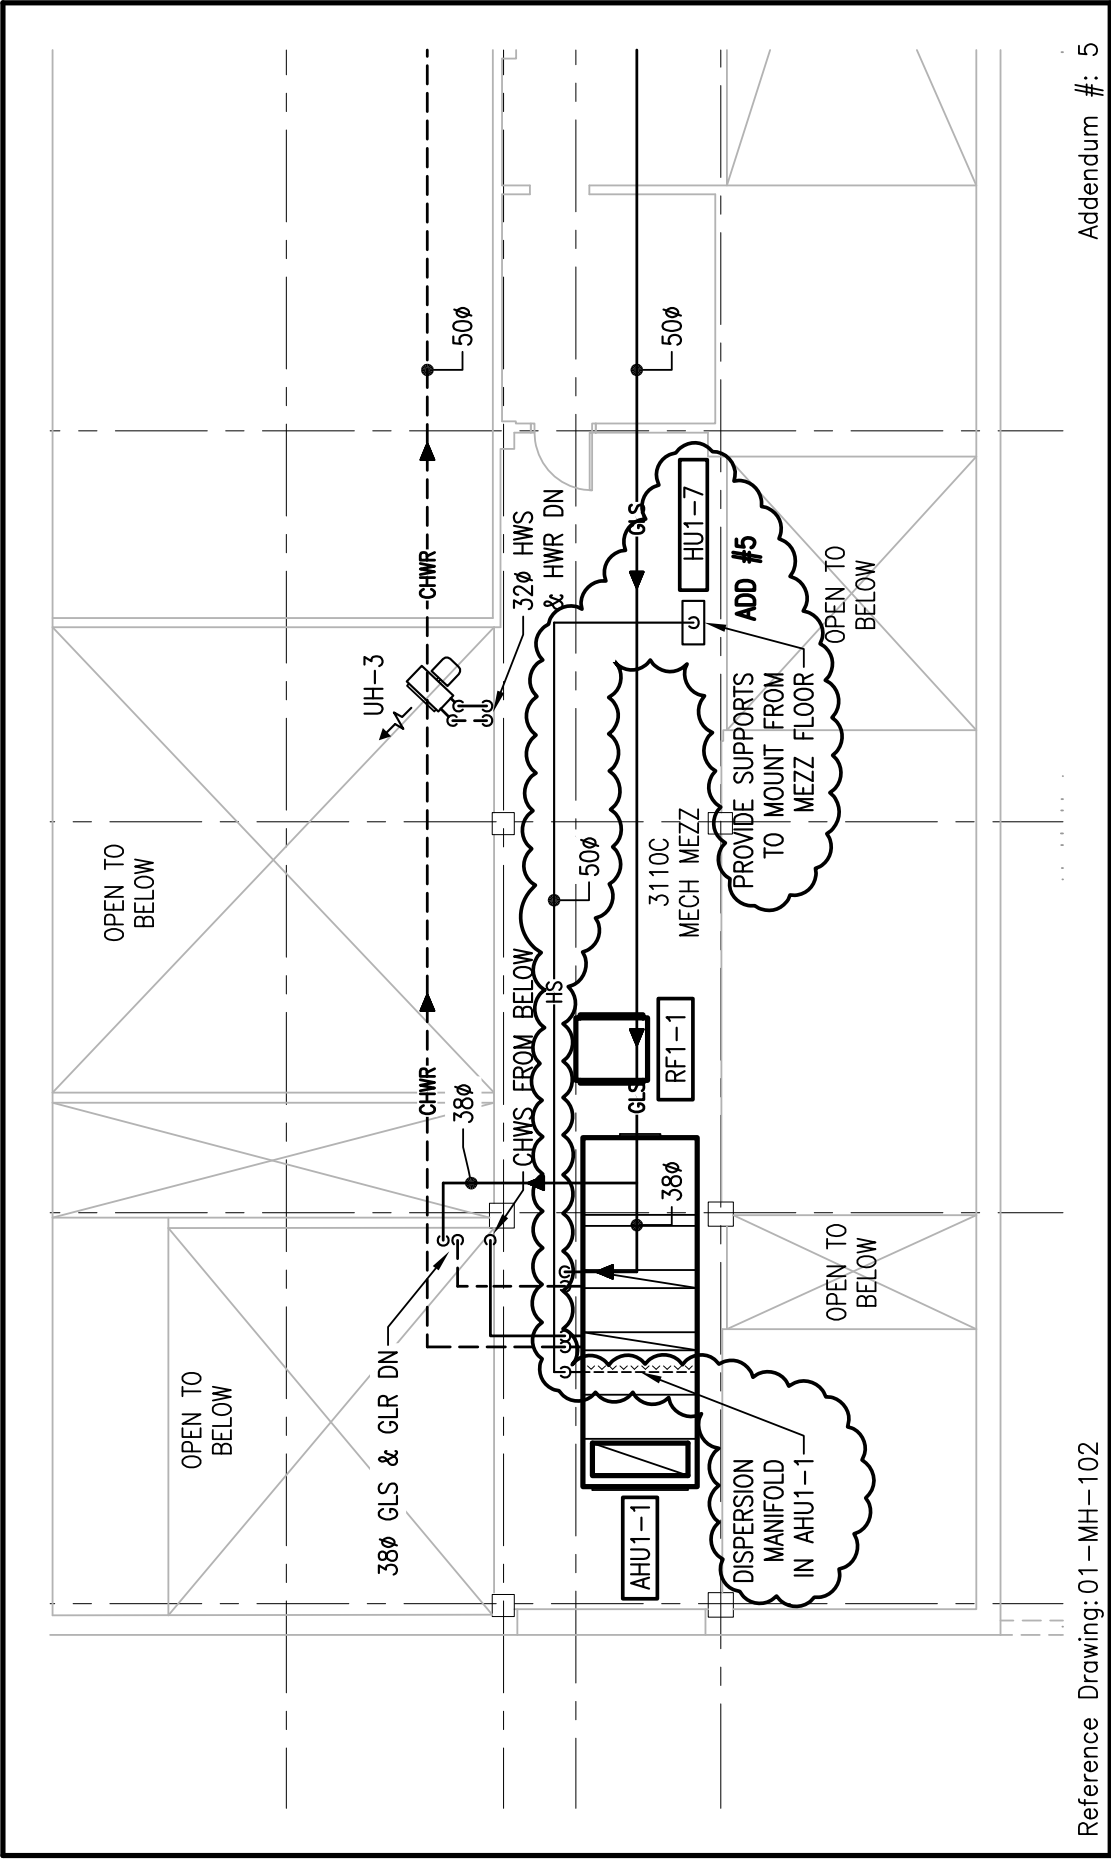 OPEN TO
BELOW
OPEN TO
BELOW
UH-3
CHWR
CHWR
50ø
38ø
38ø GLS & GLR DN
CHWS FROM BELOW
32ø HWS
& HWR DN
HS
50ø
GLS
GLS
50ø
38ø
3110C
MECH MEZZ
RF1-1
AHU1-1
HU1-7
ADD #5
PROVIDE SUPPORTS
TO MOUNT FROM
MEZZ FLOOR
DISPERSION
MANIFOLD
IN AHU1-1
OPEN TO
BELOW
OPEN TO
BELOW
Reference Drawing: 01-MH-102
Addendum #: 5